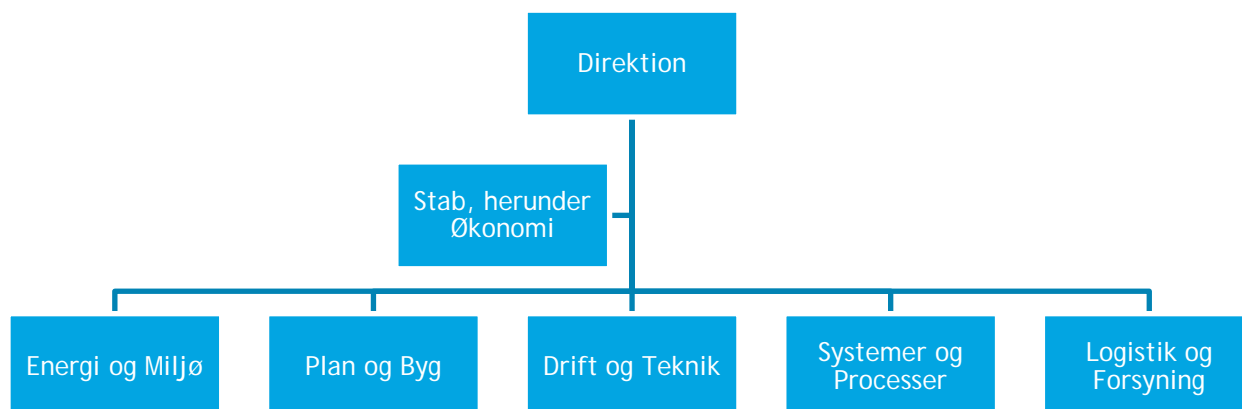 Direktion
Stab, herunder
Økonomi
Energi og Miljø
Plan og Byg
Drift og Teknik
Systemer og
Processer
Logistik og
Forsyning